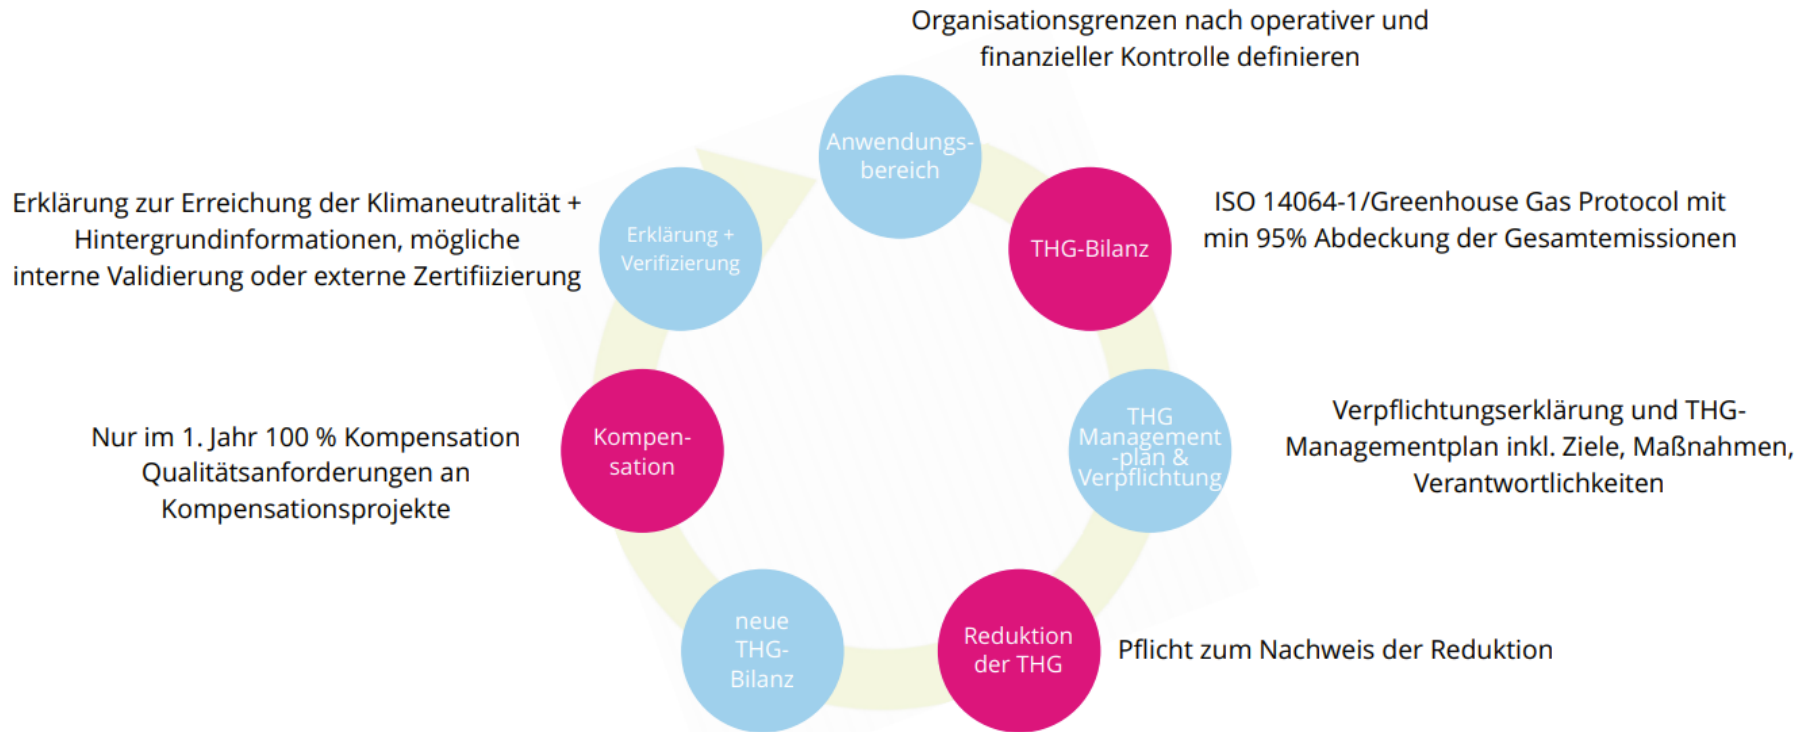 Organisationsgrenzen nach operativer und
finanzieller Kontrolle definieren
Anwendungs-
bereich
THG-Bilanz
ISO 14064-1/Greenhouse Gas Protocol mit
min 95% Abdeckung der Gesamtemissionen
THG
Management
-plan &
Verpflichtung
Verpflichtungserklärung und THG-
Managementplan inkl. Ziele, Maßnahmen,
Verantwortlichkeiten
Reduktion
der THG
Pflicht zum Nachweis der Reduktion
neue
THG-
Bilanz
Kompen-
sation
Nur im 1. Jahr 100 % Kompensation
Qualitätsanforderungen an
Kompensationsprojekte
Erklärung +
Verifizierung
Erklärung zur Erreichung der Klimaneutralität +
Hintergrundinformationen, mögliche
interne Validierung oder externe Zertifiizierung